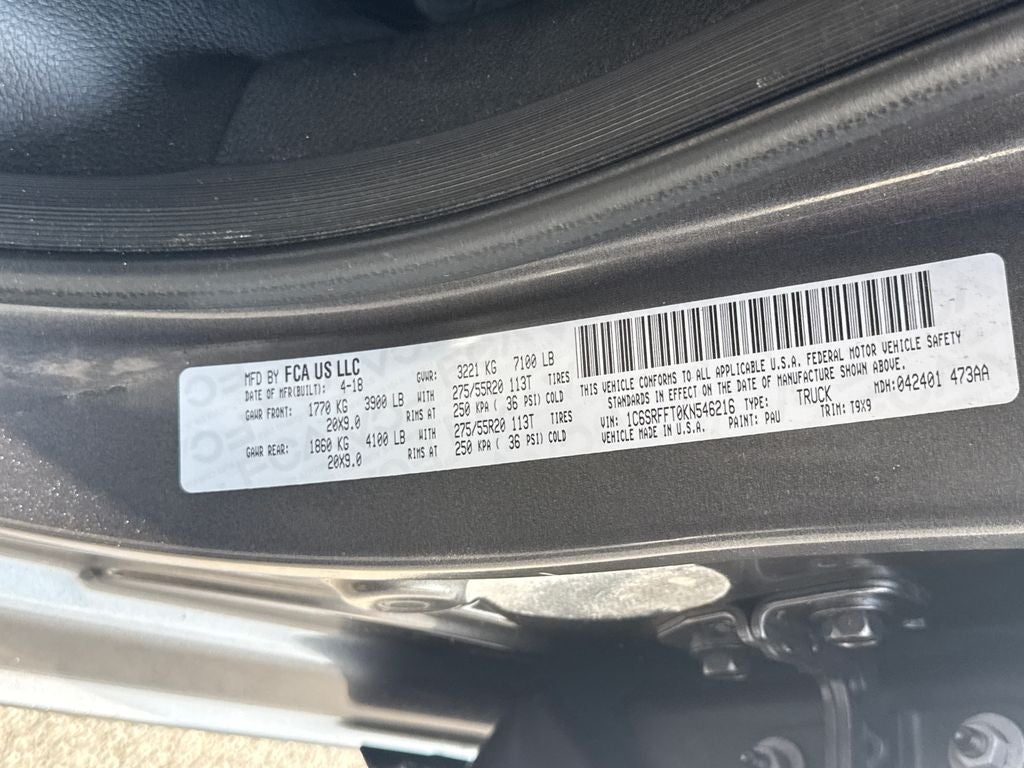 MFD BY FCA US LLC
DATE OF MFR(BUILT): 4-18 GVWR: 3221 KG 7100 LB
GAWR FRONT: 1770 KG 3900 LB WITH 275/55R20 113T TIRES
20X9.0 RIMS AT 250 KPA ( 36 PSI) COLD
GAWR REAR: 1860 KG 4100 LB WITH 275/55R20 113T TIRES
20X9.0 RIMS AT 250 KPA ( 36 PSI) COLD
THIS VEHICLE CONFORMS TO ALL APPLICABLE U.S.A. FEDERAL MOTOR VEHICLE SAFETY
STANDARDS IN EFFECT ON THE DATE OF MANUFACTURE SHOWN ABOVE.
MDH: 042401 473AA
VIN: 1C6SRFFT0KN546216 TYPE: TRUCK
VEHICLE MADE IN U.S.A. PAINT: PAU TRIM: T9X9